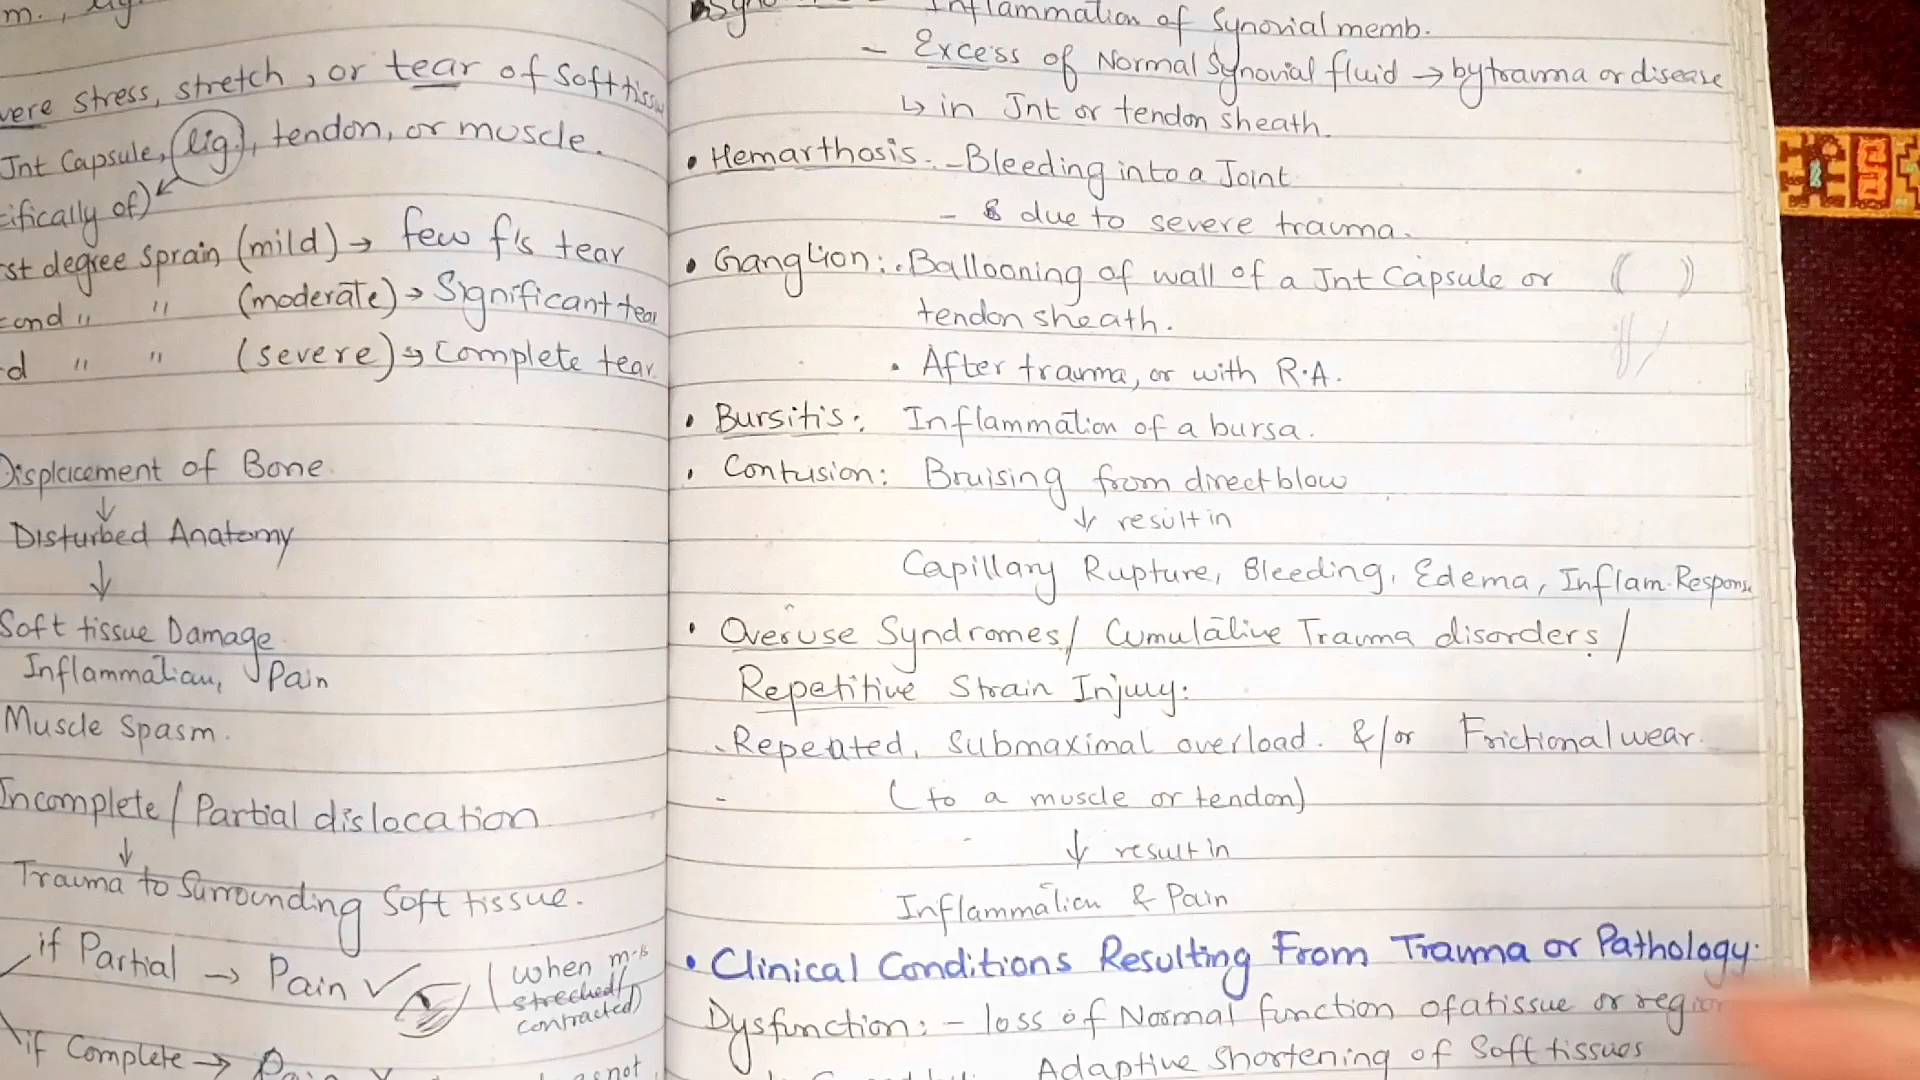 m.,
vere stress, stretch, or tear of soft tissu
Jnt Capsule, (lig.), tendon, or muscle.
cifically of)
st degree sprain (mild) → few f's tear
cond " " (moderate) → Significant tear
d " " (severe) → Complete tear.
Displacement of Bone.
↓
Disturbed Anatomy
↓
Soft tissue Damage
Inflammation, Pain
Muscle Spasm.
Incomplete / Partial dislocation
↓
Trauma to Surrounding Soft tissue.
if Partial → Pain ✓ (when m.s
streched/
contracted)
if Complete → Pain
not
Inflammation of Synovial memb.
- Excess of Normal Synovial fluid → by trauma or disease
↳ in Jnt or tendon sheath.
• Hemarthosis. - Bleeding into a Joint
- due to severe trauma.
• Ganglion: . Ballooning of wall of a Jnt Capsule or ( )
tendon sheath.
• After trauma, or with R.A.
• Bursitis: Inflammation of a bursa.
• Contusion: Bruising from direct blow
↓ result in
Capillary Rupture, Bleeding, Edema, Inflam. Respons
• Overuse Syndromes / Cumulative Trauma disorders /
Repetitive Strain Injury:
Repeated, submaximal overload. &/or Frictional wear.
- (to a muscle or tendon)
↓ result in
Inflammation & Pain
• Clinical Conditions Resulting From Trauma or Pathology:
Dysfunction: - loss of Normal function of a tissue or region
Adaptive Shortening of Soft tissues